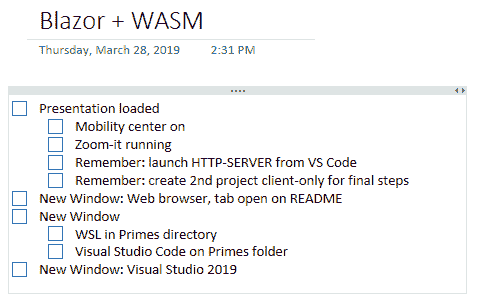 Blazor + WASM
Thursday, March 28, 2019 2:31 PM
Presentation loaded
Mobility center on
Zoom-it running
Remember: launch HTTP-SERVER from VS Code
Remember: create 2nd project client-only for final steps
New Window: Web browser, tab open on README
New Window
WSL in Primes directory
Visual Studio Code on Primes folder
New Window: Visual Studio 2019